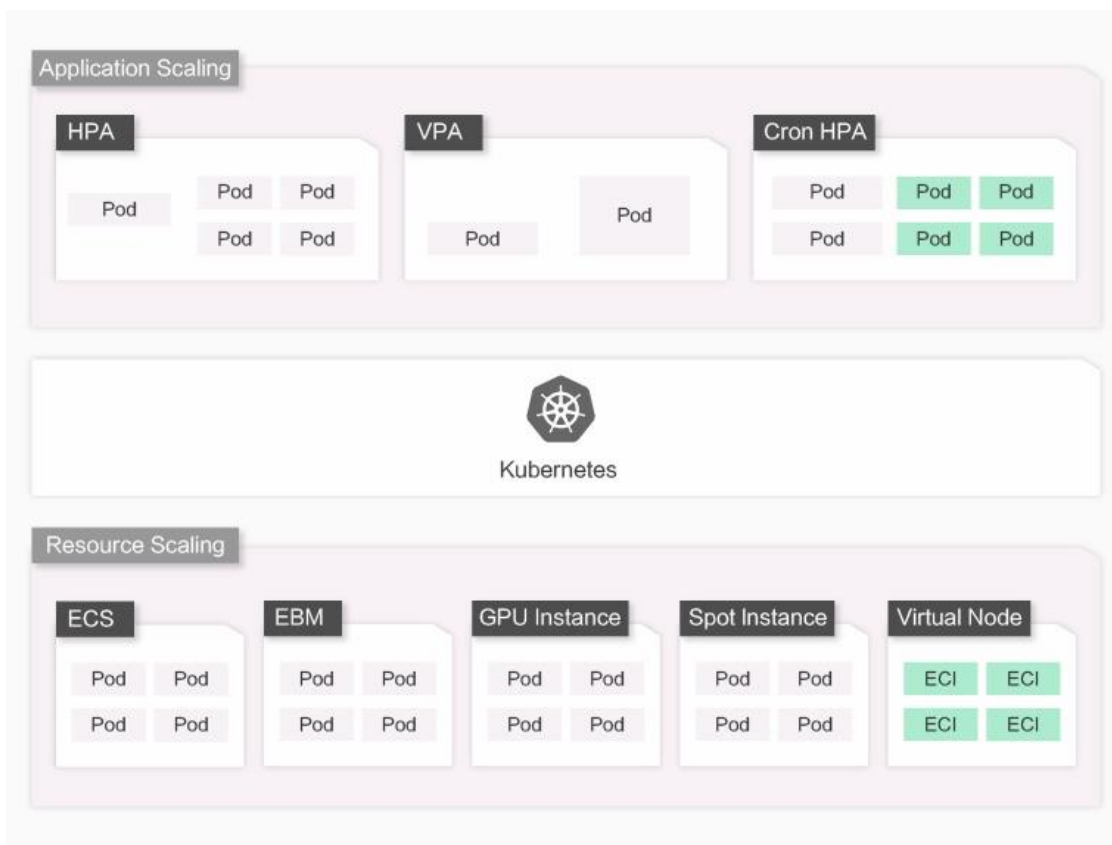 Application Scaling
HPA
VPA
Cron HPA
Pod
Pod
Pod
Pod
Pod
Pod
Pod
Pod
Pod
Pod
Pod
Pod
Pod
Kubernetes
Resource Scaling
ECS
EBM
GPU Instance
Spot Instance
Virtual Node
Pod Pod
Pod Pod
Pod Pod
Pod Pod
ECI ECI
Pod Pod
Pod Pod
Pod Pod
Pod Pod
ECI ECI